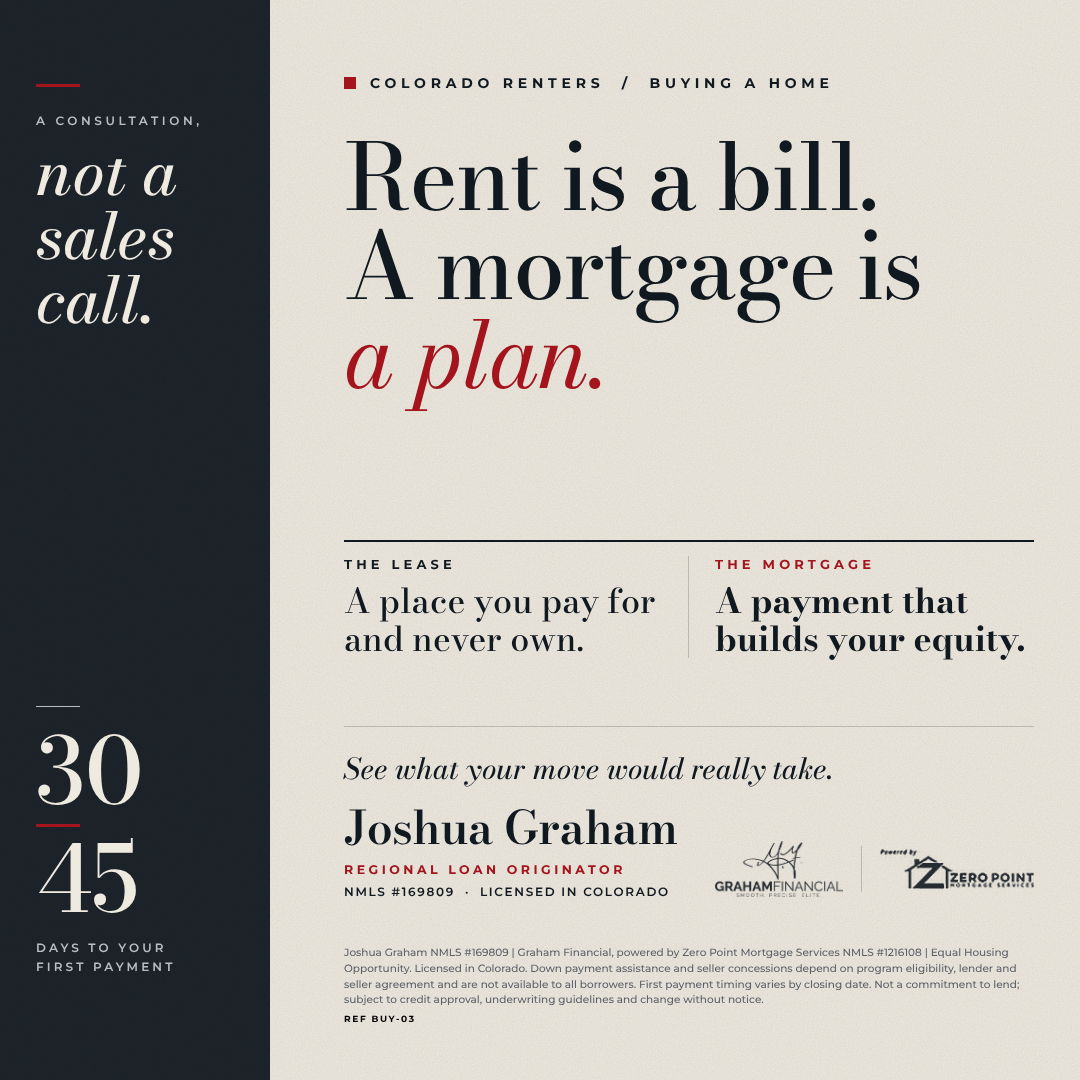 A CONSULTATION,
not a
sales
call.
30
45
DAYS TO YOUR
FIRST PAYMENT
COLORADO RENTERS / BUYING A HOME
Rent is a bill.
A mortgage is
a plan.
THE LEASE
A place you pay for
and never own.
THE MORTGAGE
A payment that
builds your equity.
See what your move would really take.
Joshua Graham
REGIONAL LOAN ORIGINATOR
NMLS #169809 · LICENSED IN COLORADO
GRAHAMFINANCIAL
SMOOTH. PRECISE. ELITE.
Powered by
Z ZERO POINT
MORTGAGE SERVICES
Joshua Graham NMLS #169809 | Graham Financial, powered by Zero Point Mortgage Services NMLS #1216108 | Equal Housing
Opportunity. Licensed in Colorado. Down payment assistance and seller concessions depend on program eligibility, lender and
seller agreement and are not available to all borrowers. First payment timing varies by closing date. Not a commitment to lend;
subject to credit approval, underwriting guidelines and change without notice.
REF BUY-03